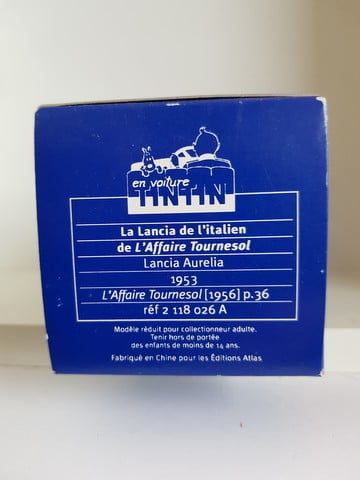 en voiture
TINTIN
La Lancia de l'italien
de L'Affaire Tournesol
Lancia Aurelia
1953
L'Affaire Tournesol [1956] p.36
réf 2 118 026 A
Modèle réduit pour collectionneur adulte.
Tenir hors de portée
des enfants de moins de 14 ans.
Fabriqué en Chine pour les Éditions Atlas